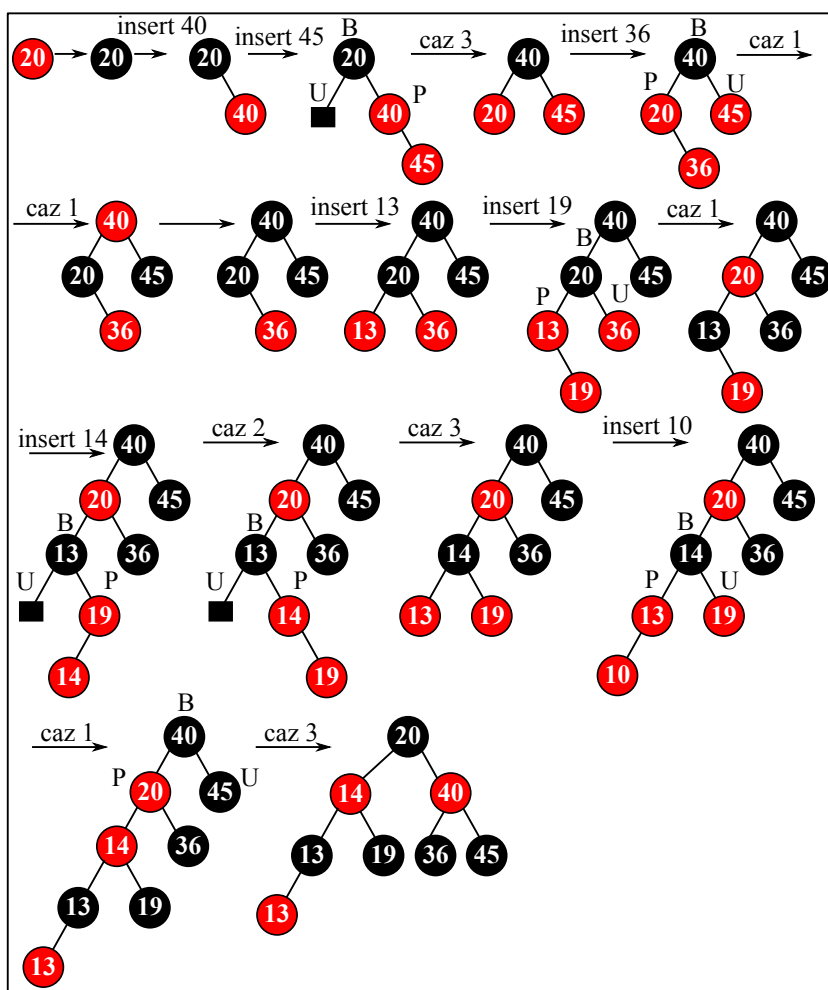 insert 40 insert 45 B caz 3 insert 36 B caz 1
20 20 20 20 40 40
U P P U
40 40 20 45 20 45
45 36
caz 1 insert 13 insert 19 caz 1
40 40 40 40 40
B
20 45 20 45 20 45 20 45 20 45
P U
36 36 13 36 13 36 13 36
19 19
insert 14 caz 2 caz 3 insert 10
40 40 40 40
20 45 20 45 20 45 20 45
B B B
13 36 13 36 14 36 14 36
U P U P P U
19 14 13 19 13 19
14 19 10
B
caz 1 40 caz 3 20
P U
20 45 14 40
14 36 13 19 36 45
13 19 13
13